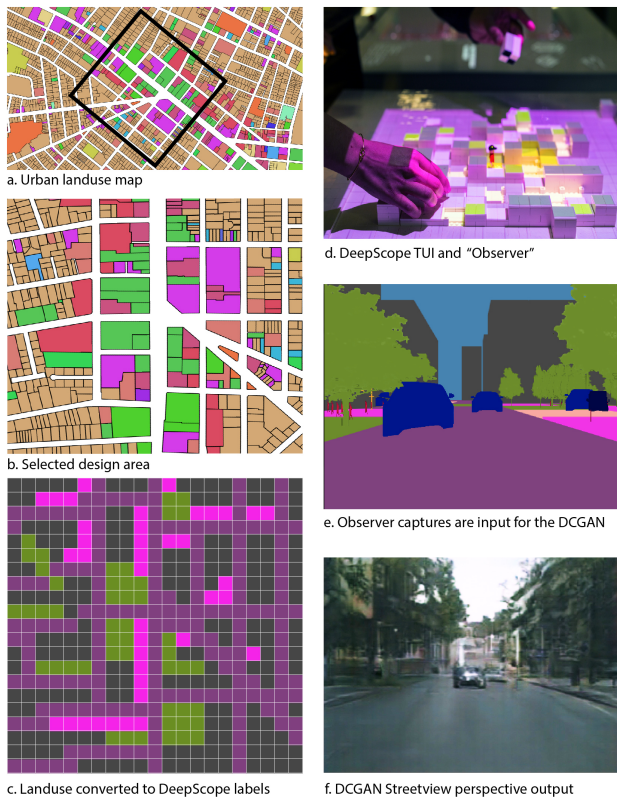 a. Urban landuse map
b. Selected design area
c. Landuse converted to DeepScope labels
d. DeepScope TUI and “Observer”
e. Observer captures are input for the DCGAN
f. DCGAN Streetview perspective output